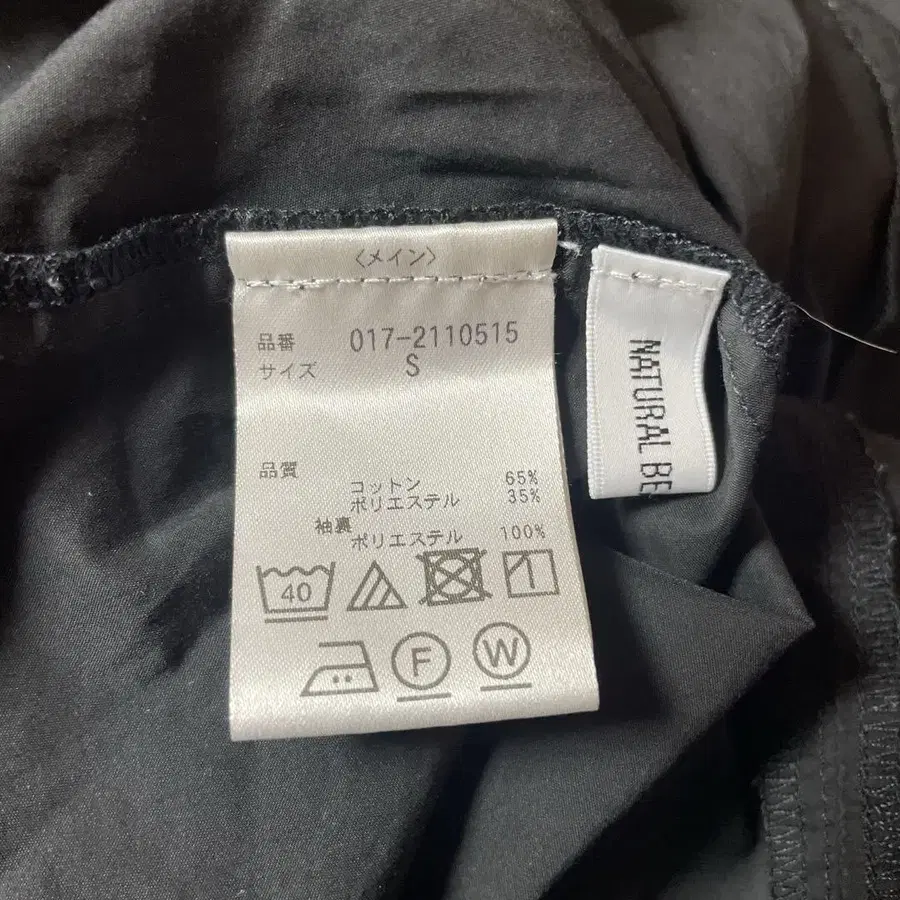 〈メイン〉
品番 017-2110515
サイズ S
品質
コットン 65%
ポリエステル 35%
袖裏
ポリエステル 100%
40
F
W
NATURAL BE